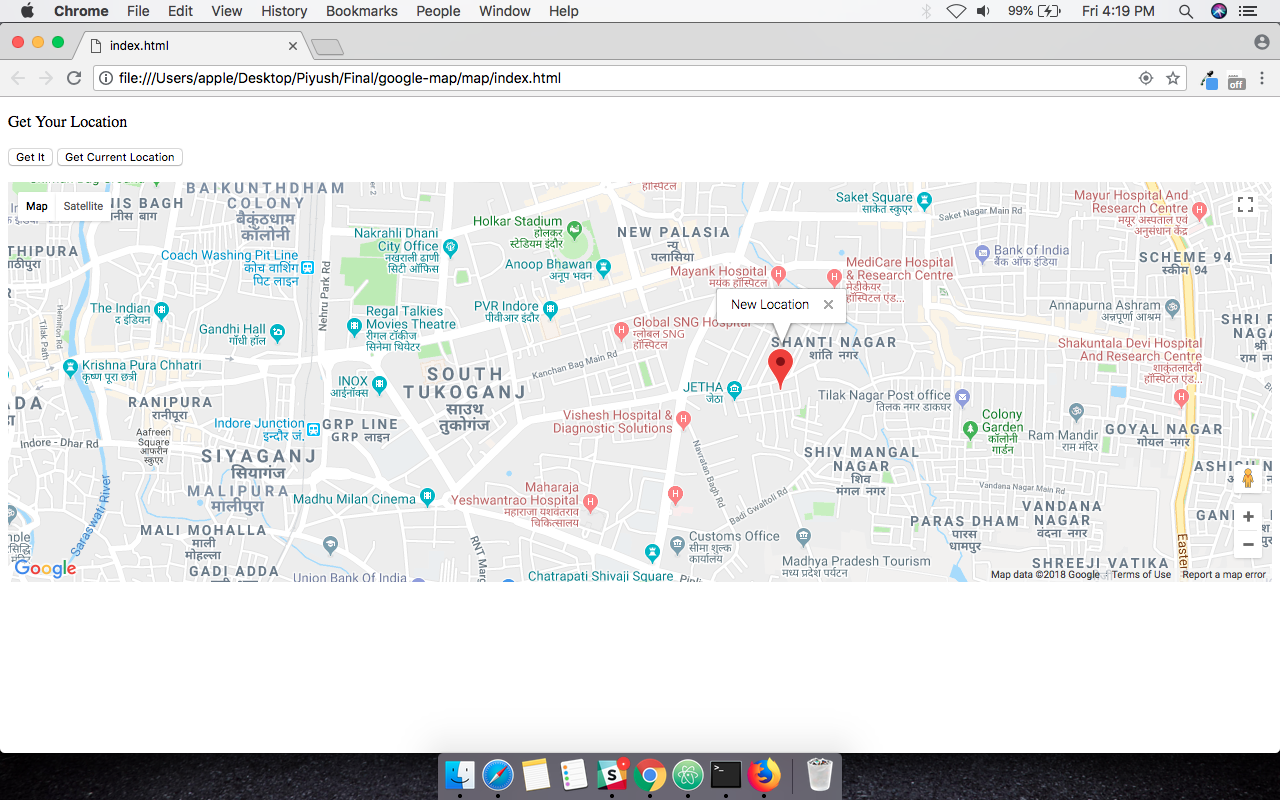 Chrome File Edit View History Bookmarks People Window Help 99% Fri 4:19 PM
index.html
file:///Users/apple/Desktop/Piyush/Final/google-map/map/index.html
off
Get Your Location
Get It Get Current Location
Map Satellite
NIS BAGH
नीस बाग
BAIKUNTHDHAM
COLONY
बैकुंठधाम
कॉलोनी
हॉस्पिटल
Saket Square
साकेत स्कुएर
Saket Nagar Main Rd
Mayur Hospital And
Research Centre
मयूर अस्पताल एवं
अनुसंधान केंद्र
Holkar Stadium
होलकर
स्टेडियम इंदौर
NEW PALASIA
न्यू
पलासिया
Nakrahli Dhani
City Office
नखराली ढाणी
सिटी ऑफिस
THIPURA
Coach Washing Pit Line
कोच वाशिंग
पिट लाइन
Anoop Bhawan
अनूप भवन
Mayank Hospital
मयंक हॉस्पिटल
MediCare Hospital
& Research Centre
मेडीकेयर
हॉस्पिटल एंड...
Bank of India
बैंक ऑफ इंडिया
SCHEME 94
स्कीम 94
Nehru Park Rd
The Indian
द इंडियन
Hamilton Rd
Tilak Path
PVR Indore
पीवीआर इंदौर
New Location
Annapurna Ashram
अन्नपूर्णा आश्रम
Regal Talkies
Movies Theatre
रीगल टॉकीज
सिनेमा थियेटर
Gandhi Hall
गाँधी हॉल
Global SNG Hospital
ग्लोबल SNG
हॉस्पिटल
SHANTI NAGAR
शांति नगर
SHRI R
NAGA
Shakuntala Devi Hospital
And Research Centre
शाकुंतलादेवी
हॉस्पिटल एंड...
Krishna Pura Chhatri
कृष्ण पूरा छत्री
Kanchan Bag Main Rd
SOUTH
TUKOGANJ
साउथ
तुकोगंज
INOX
आईनॉक्स
JETHA
जेठा
Tilak Nagar Post office
तिलक नगर डाकघर
RANIPURA
रानीपूरा
Indore Junction
इन्दौर जं.
GRP LINE
GRP लाइन
Vishesh Hospital &
Diagnostic Solutions
Colony
Garden
कॉलोनी
गार्डन
Ram Mandir
राम मंदिर
GOYAL NAGAR
गोयल नगर
Indore - Dhar Rd
Aafreen
Square
आफरीन
स्कुएर
SIYAGANJ
सियागंज
Navratan Bagh Rd
SHIV MANGAL
NAGAR
शिव
मंगल नगर
ASHISH N
Saraswati River
MALIPURA
मालीपुरा
Madhu Milan Cinema
Maharaja
Yeshwantrao Hospital
महाराजा यशवंतराव
चिकित्सालय
Badi Gwaltoli Rd
Vandana Nagar Main Rd
VANDANA
NAGAR
वंदना नगर
PARAS DHAM
पारस
धामपुर
MALI MOHALLA
माली
मोहल्ला
Customs Office
सीमा शुल्क
कार्यालय
Madhya Pradesh Tourism
मध्य प्रदेश पर्यटन
GADI ADDA
RNT Marg
Union Bank Of India
Chatrapati Shivaji Square
SHREEJI VATIKA
Easter
Google
Map data ©2018 Google Terms of Use Report a map error